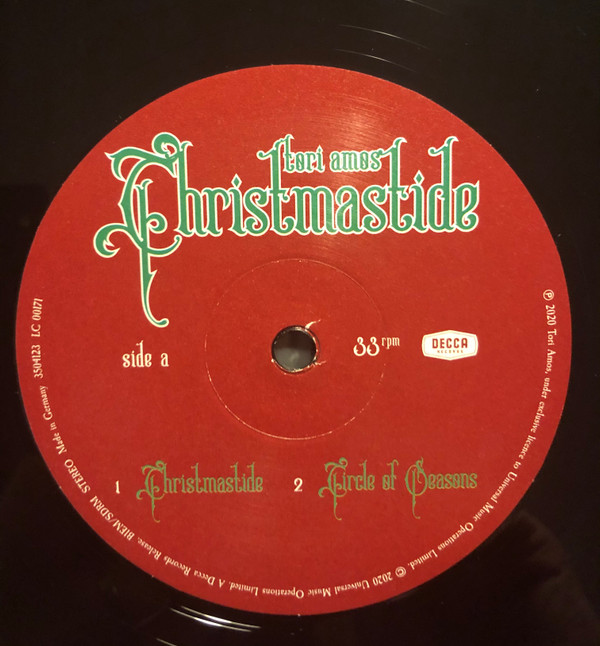 tori amos
Christmastide
side a
33 rpm
DECCA
RECORDS
1 Christmastide 2 Circle of Seasons
℗ 2020 Tori Amos, under exclusive licence to Universal Music Operations Limited. © 2020 Universal Music Operations Limited. A Decca Records Release. BIEM/SDRM STEREO Made in Germany 3504123 LC 00171